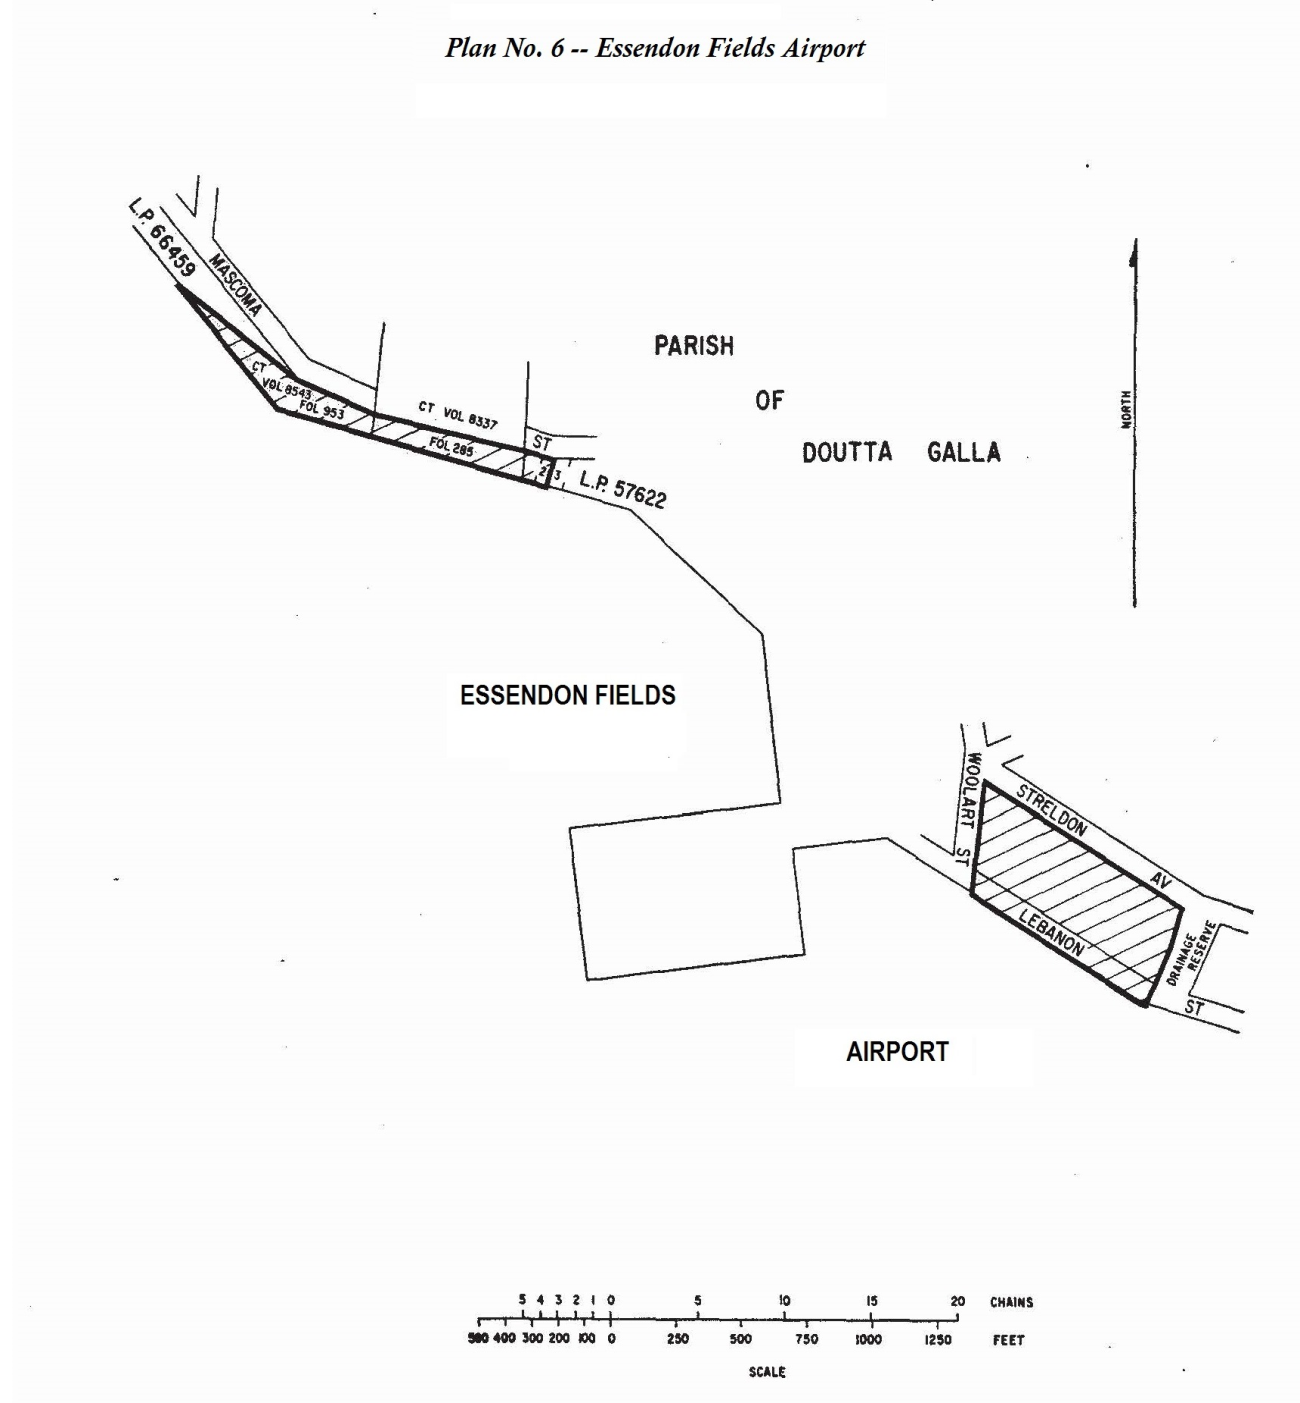 Plan No. 6 -- Essendon Fields Airport
L.P. 66459
MASCOMA
PARISH
OF
DOUTTA GALLA
NORTH
CT
VOL 8543
FOL 953
CT VOL 8337
FOL 285
ST
2 3
L.P. 57622
ESSENDON FIELDS
WOOLART ST
STRELDON AV
LEBANON ST
DRAINAGE
RESERVE
AIRPORT
5 4 3 2 1 0 5 10 15 20 CHAINS
500 400 300 200 100 0 250 500 750 1000 1250 FEET
SCALE